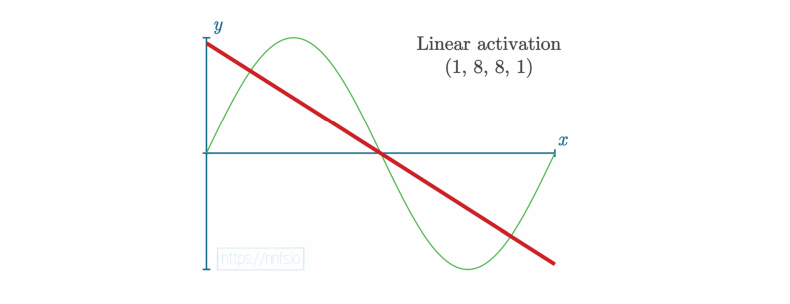 y
Linear activation
(1, 8, 8, 1)
x
https://nnfs.io